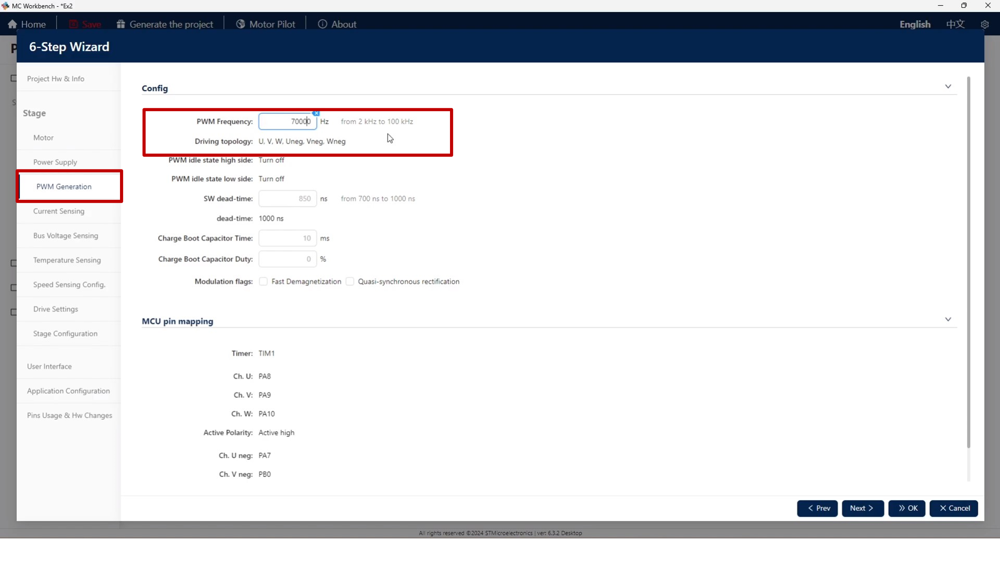 MC Workbench - *Ex2
Home
Save
Generate the project
Motor Pilot
About
English
中文
P
6-Step Wizard
Project Hw & Info
S
Stage
Motor
Power Supply
PWM Generation
Current Sensing
Bus Voltage Sensing
Temperature Sensing
Speed Sensing Config.
Drive Settings
Stage Configuration
User Interface
Application Configuration
Pins Usage & Hw Changes
Config
PWM Frequency: 70000 Hz from 2 kHz to 100 kHz
Driving topology: U, V, W, Uneg, Vneg, Wneg
PWM idle state high side: Turn off
PWM idle state low side: Turn off
SW dead-time: 850 ns from 700 ns to 1000 ns
dead-time: 1000 ns
Charge Boot Capacitor Time: 10 ms
Charge Boot Capacitor Duty: 0 %
Modulation flags: Fast Demagnetization Quasi-synchronous rectification
MCU pin mapping
Timer: TIM1
Ch. U: PA8
Ch. V: PA9
Ch. W: PA10
Active Polarity: Active high
Ch. U neg: PA7
Ch. V neg: PB0
< Prev
Next >
OK
Cancel
All rights reserved ©2024 STMicroelectronics | ver: 6.3.2 Desktop